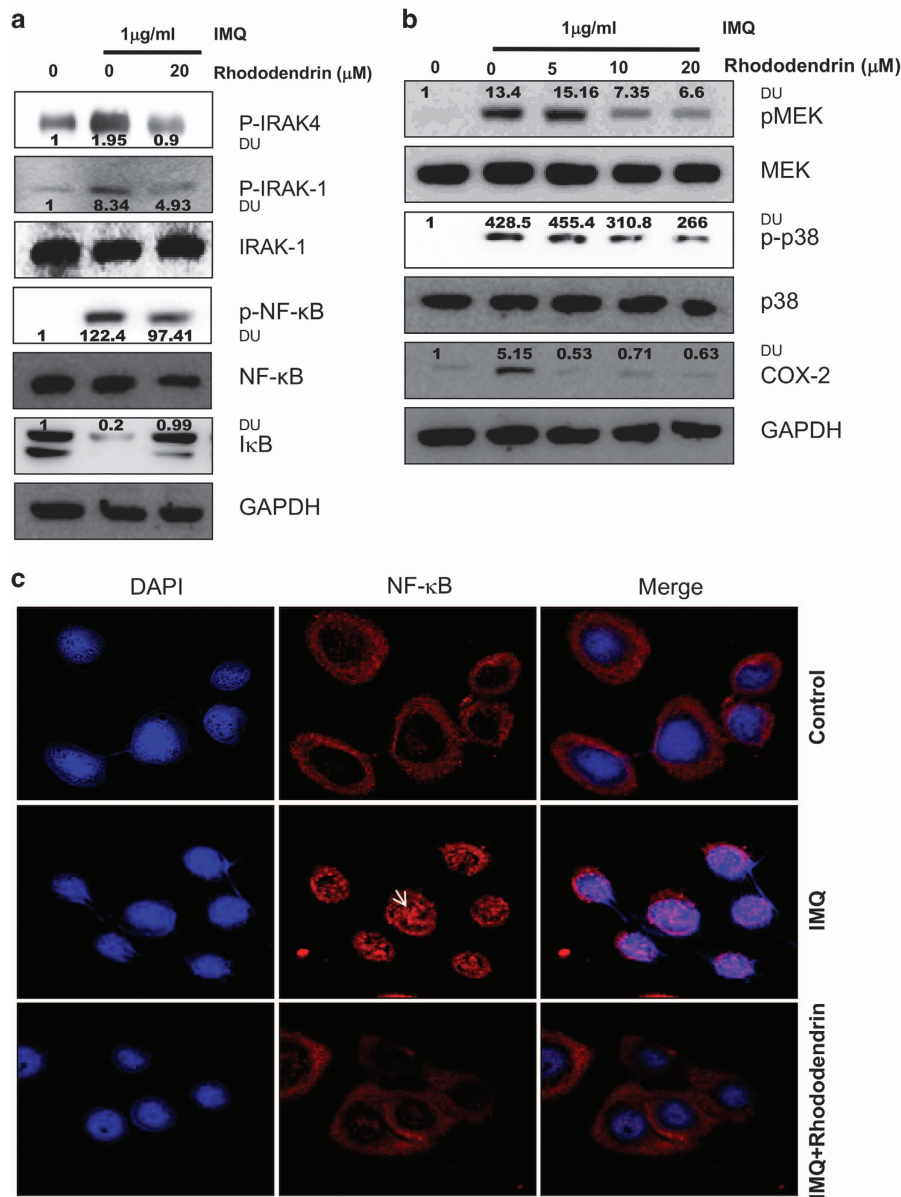 a
1μg/ml IMQ
0 0 20 Rhododendrin (μM)
P-IRAK4
1 1.95 0.9 DU
P-IRAK-1
1 8.34 4.93 DU
IRAK-1
p-NF-κB
1 122.4 97.41 DU
NF-κB
1 0.2 0.99 DU
IκB
GAPDH
b
1μg/ml IMQ
0 0 5 10 20 Rhododendrin (μM)
1 13.4 15.16 7.35 6.6 DU
pMEK
MEK
1 428.5 455.4 310.8 266 DU
p-p38
p38
1 5.15 0.53 0.71 0.63 DU
COX-2
GAPDH
c
DAPI NF-κB Merge
Control
IMQ
IMQ+Rhododendrin